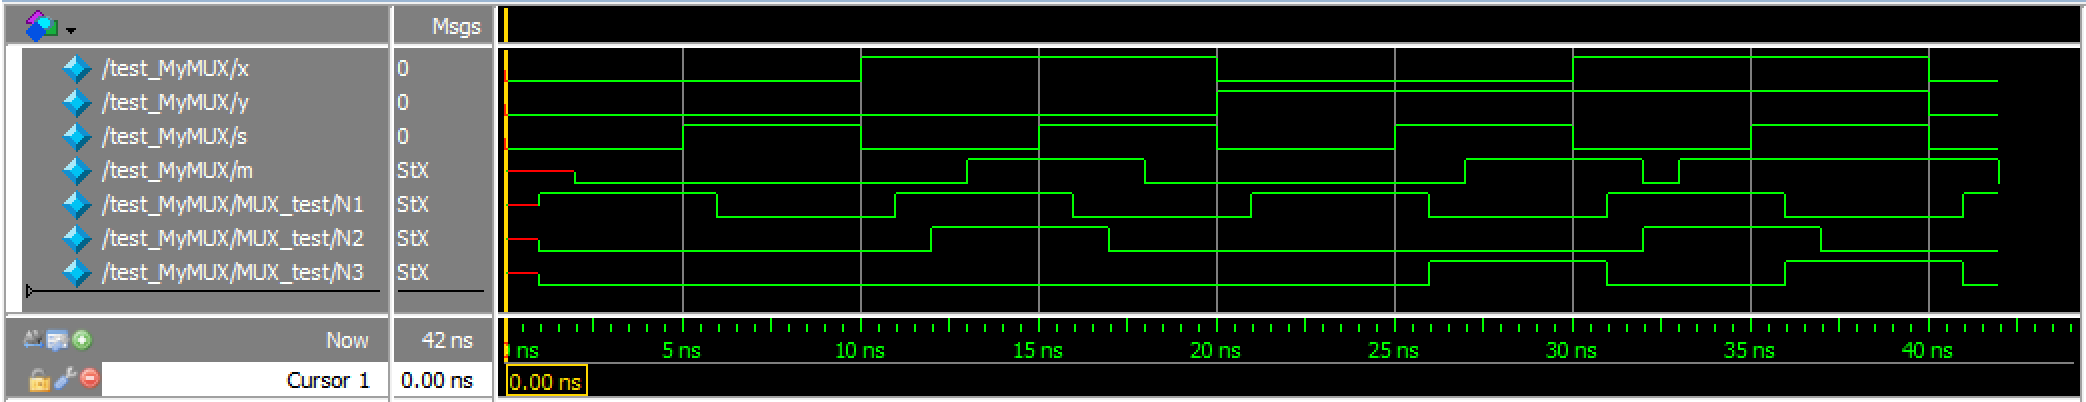 Msgs
/test_MyMUX/x 0
/test_MyMUX/y 0
/test_MyMUX/s 0
/test_MyMUX/m StX
/test_MyMUX/MUX_test/N1 StX
/test_MyMUX/MUX_test/N2 StX
/test_MyMUX/MUX_test/N3 StX
Now 42 ns ns 5 ns 10 ns 15 ns 20 ns 25 ns 30 ns 35 ns 40 ns
Cursor 1 0.00 ns 0.00 ns